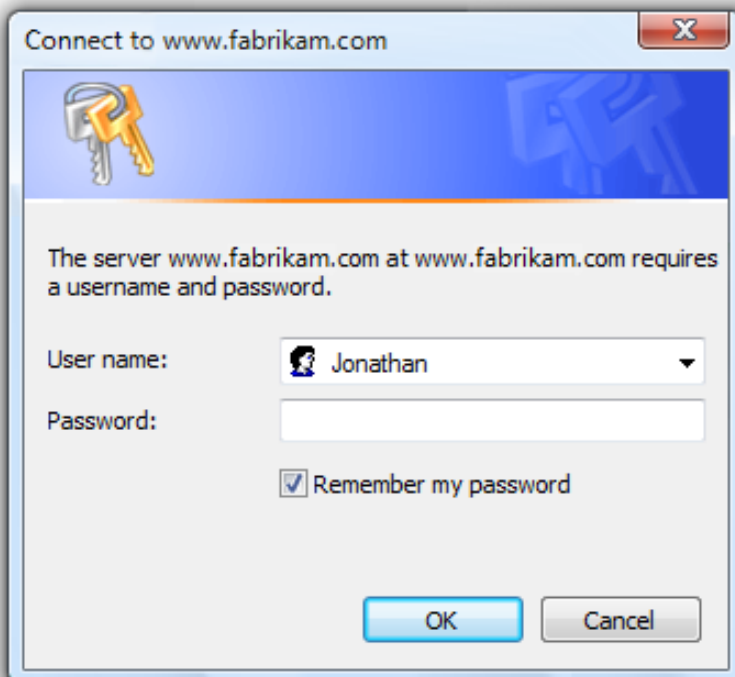 Connect to www.fabrikam.com
The server www.fabrikam.com at www.fabrikam.com requires
a username and password.
User name:
Jonathan
Password:
Remember my password
OK
Cancel